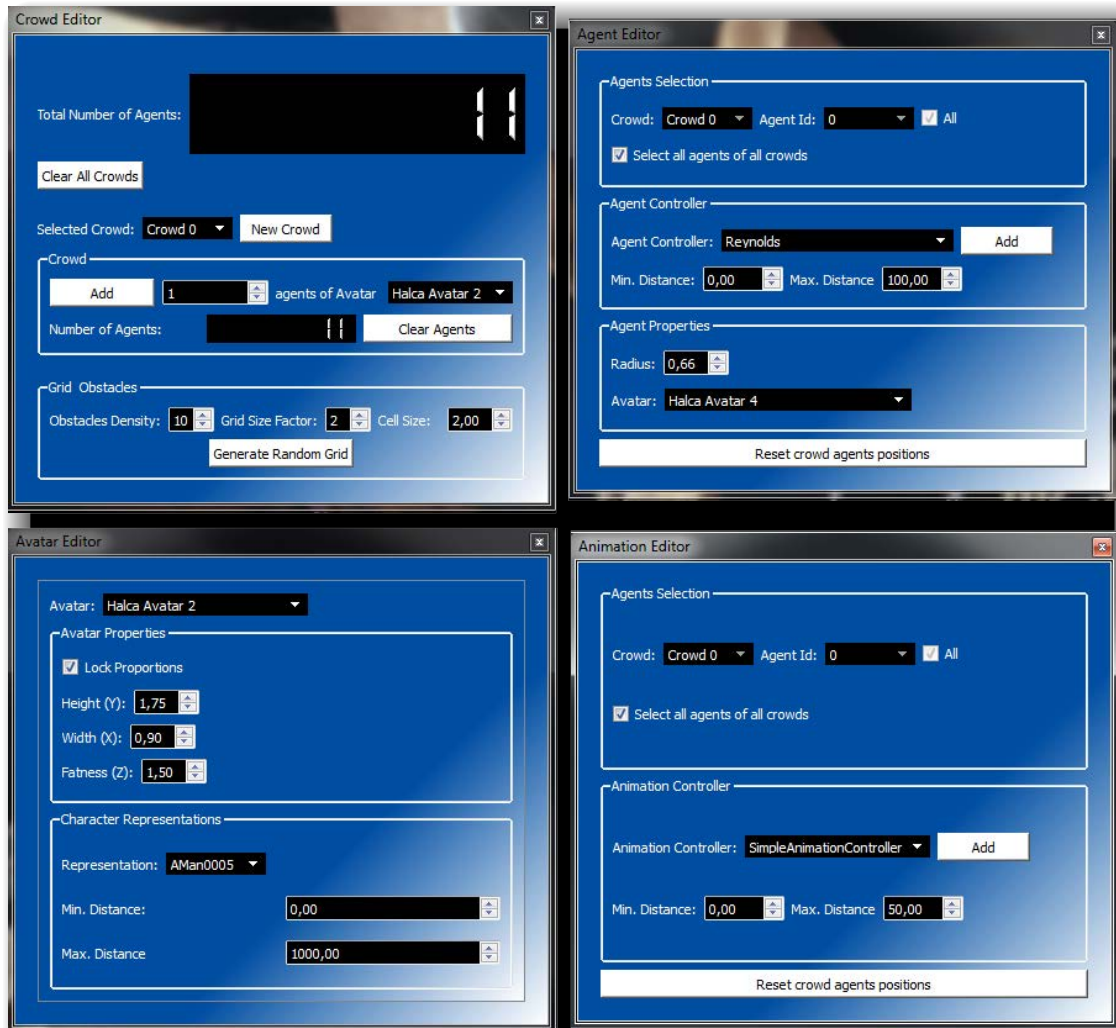 Crowd Editor
Total Number of Agents: 11
Clear All Crowds
Selected Crowd: Crowd 0 New Crowd
Crowd
Add 1 agents of Avatar Halca Avatar 2
Number of Agents: 11 Clear Agents
Grid Obstacles
Obstacles Density: 10 Grid Size Factor: 2 Cell Size: 2,00
Generate Random Grid
Agent Editor
Agents Selection
Crowd: Crowd 0 Agent Id: 0 All
Select all agents of all crowds
Agent Controller
Agent Controller: Reynolds Add
Min. Distance: 0,00 Max. Distance 100,00
Agent Properties
Radius: 0,66
Avatar: Halca Avatar 4
Reset crowd agents positions
Avatar Editor
Avatar: Halca Avatar 2
Avatar Properties
Lock Proportions
Height (Y): 1,75
Width (X): 0,90
Fatness (Z): 1,50
Character Representations
Representation: AMan0005
Min. Distance: 0,00
Max. Distance 1000,00
Animation Editor
Agents Selection
Crowd: Crowd 0 Agent Id: 0 All
Select all agents of all crowds
Animation Controller
Animation Controller: SimpleAnimationController Add
Min. Distance: 0,00 Max. Distance 50,00
Reset crowd agents positions